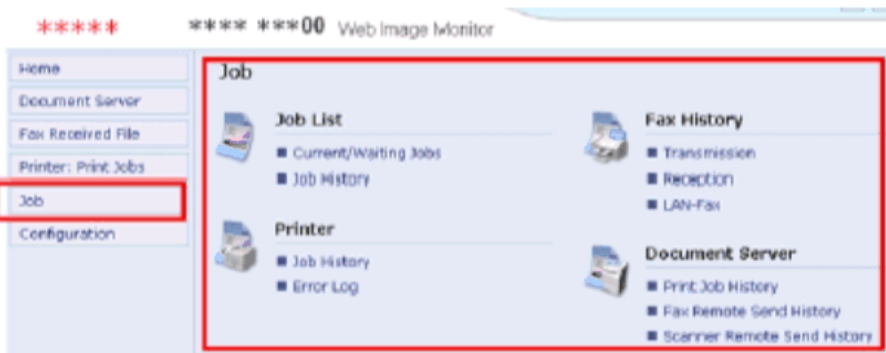 ***** **** ***00 Web Image Monitor
Home
Document Server
Fax Received File
Printer: Print Jobs
Job
Configuration
Job
Job List
Current/Waiting Jobs
Job History
Printer
Job History
Error Log
Fax History
Transmission
Reception
LAN-Fax
Document Server
Print Job History
Fax Remote Send History
Scanner Remote Send History